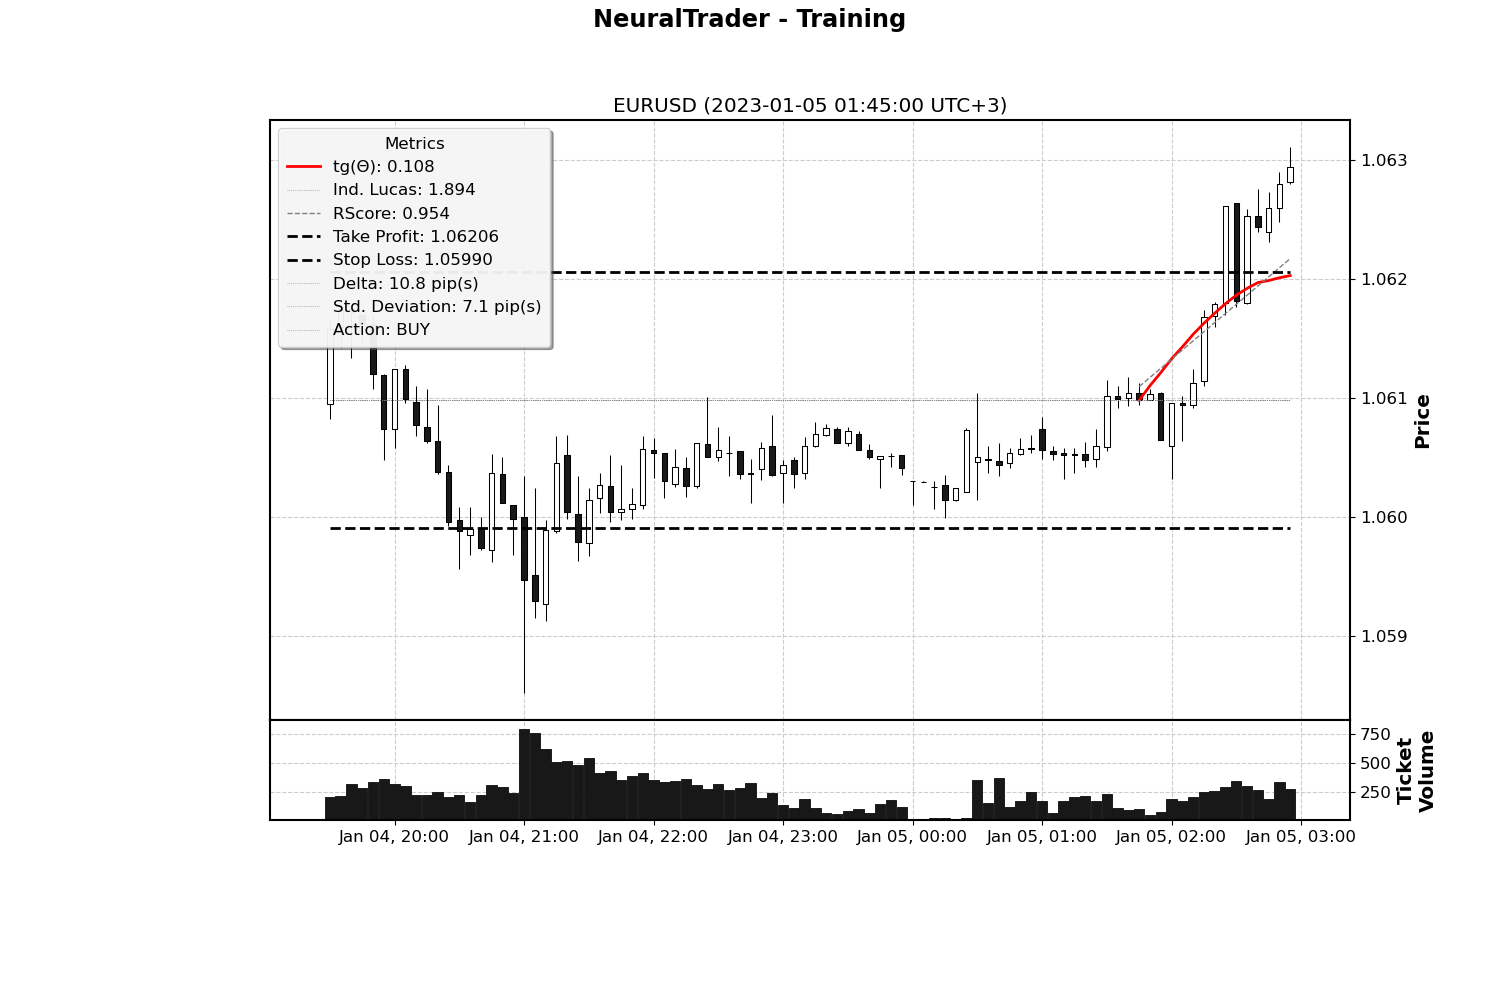 NeuralTrader - Training
EURUSD (2023-01-05 01:45:00 UTC+3)
Metrics
tg(Θ): 0.108
Ind. Lucas: 1.894
RScore: 0.954
Take Profit: 1.06206
Stop Loss: 1.05990
Delta: 10.8 pip(s)
Std. Deviation: 7.1 pip(s)
Action: BUY
1.063
1.062
1.061
1.060
1.059
Price
750
500
250
Ticket
Volume
Jan 04, 20:00 Jan 04, 21:00 Jan 04, 22:00 Jan 04, 23:00 Jan 05, 00:00 Jan 05, 01:00 Jan 05, 02:00 Jan 05, 03:00